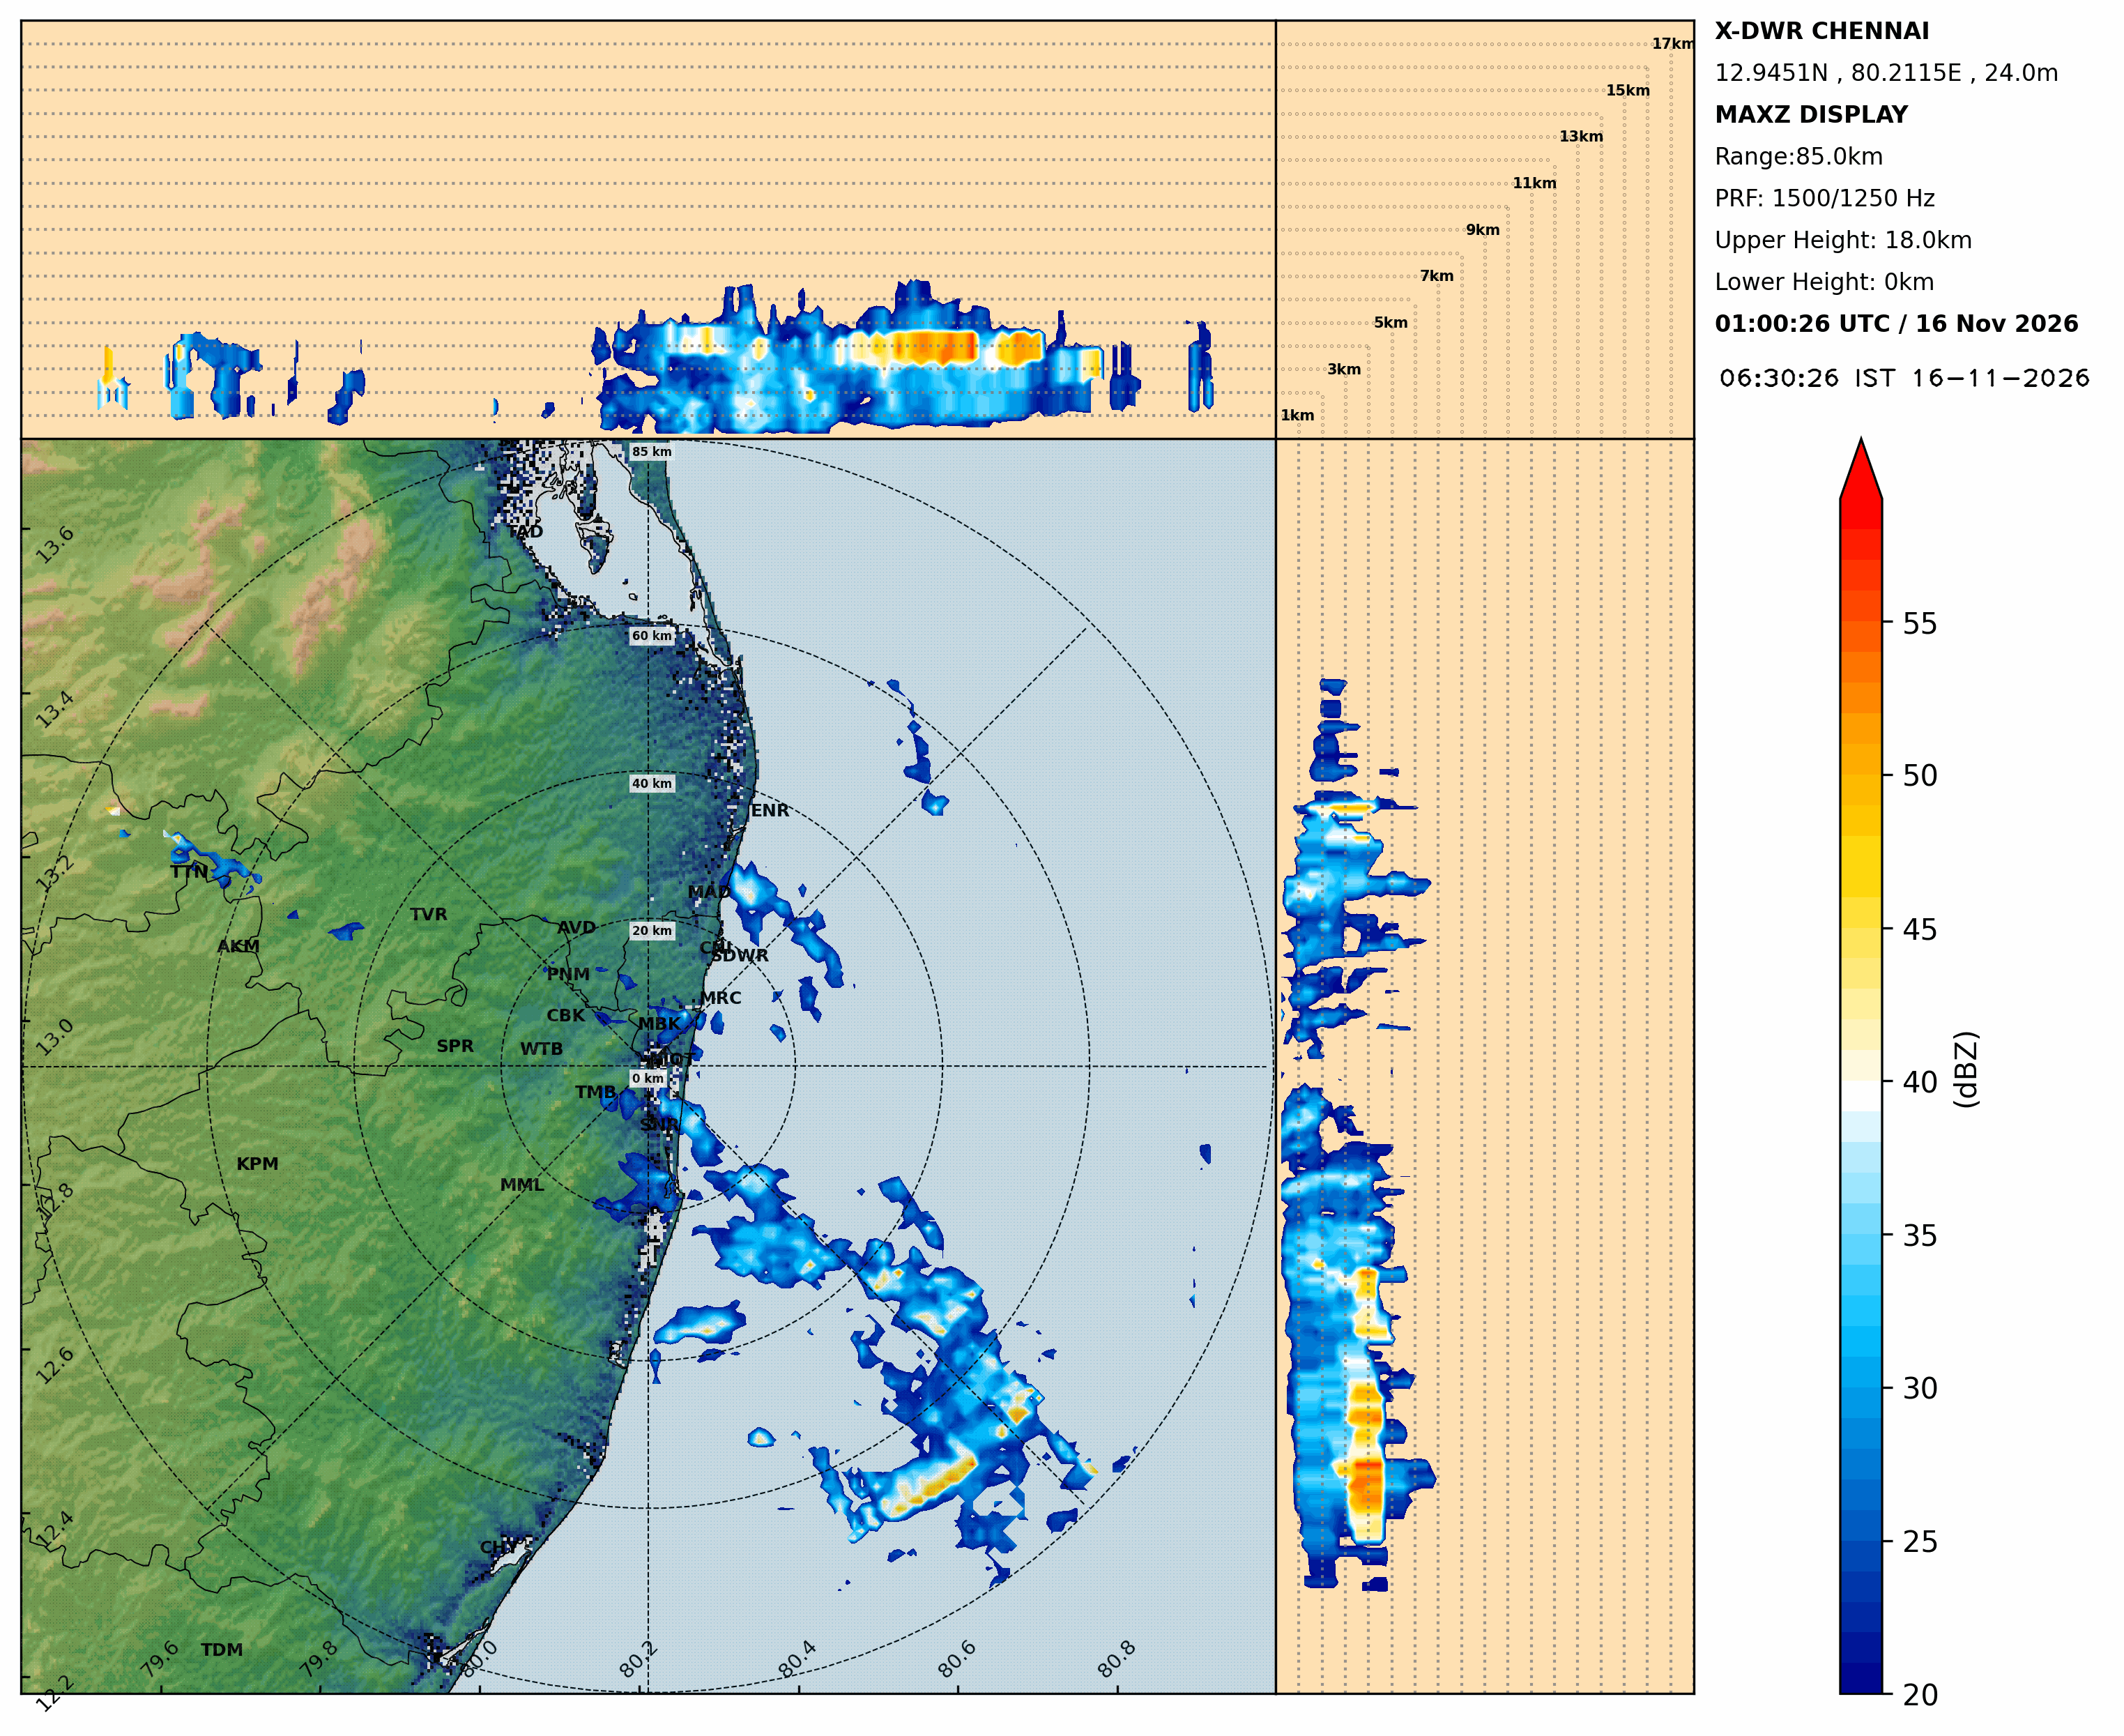 17km
15km
13km
11km
9km
7km
5km
3km
1km
X-DWR CHENNAI
12.9451N , 80.2115E , 24.0m
MAXZ DISPLAY
Range:85.0km
PRF: 1500/1250 Hz
Upper Height: 18.0km
Lower Height: 0km
01:00:26 UTC / 16 Nov 2026
06:30:26 IST 16-11-2026
85 km
60 km
40 km
20 km
0 km
TAD
ENR
TTN
MAD
TVR
AVD
AKM
SDWR
PNM
MRC
CBK
MBK
SPR
WTB
TMB
SNR
KPM
MML
CHY
TDM
13.6
13.4
13.2
13.0
12.8
12.6
12.4
12.2
79.6
79.8
80.0
80.2
80.4
80.6
80.8
55
50
45
40
35
30
25
20
(dBZ)